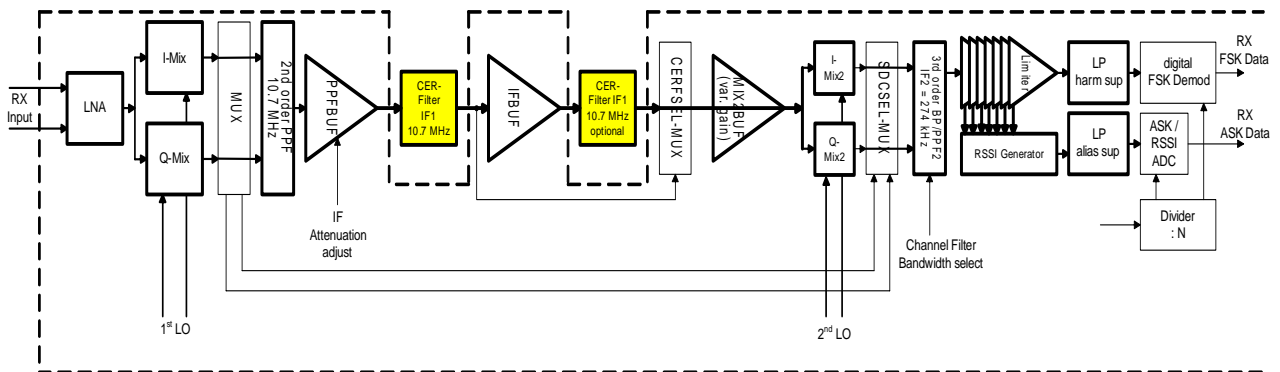 RX
Input
LNA
I-Mix
Q-Mix
MUX
2nd order PPF
10.7 MHz
PPFBUF
IF
Attenuation
adjust
1st LO
CER-
Filter
IF1
10.7 MHz
IFBUF
CER-
Filter IF1
10.7 MHz
optional
CERFSEL-MUX
MIX2BUF
(var. gain)
I-
Mix2
Q-
Mix2
2nd LO
SDCSEL-MUX
3rd order BP/PPF2
IF2 = 274 kHz
Channel Filter
Bandwidth select
Limiter
RSSI Generator
LP
harm sup
LP
alias sup
digital
FSK Demod
ASK /
RSSI
ADC
Divider
: N
RX
FSK Data
RX
ASK Data